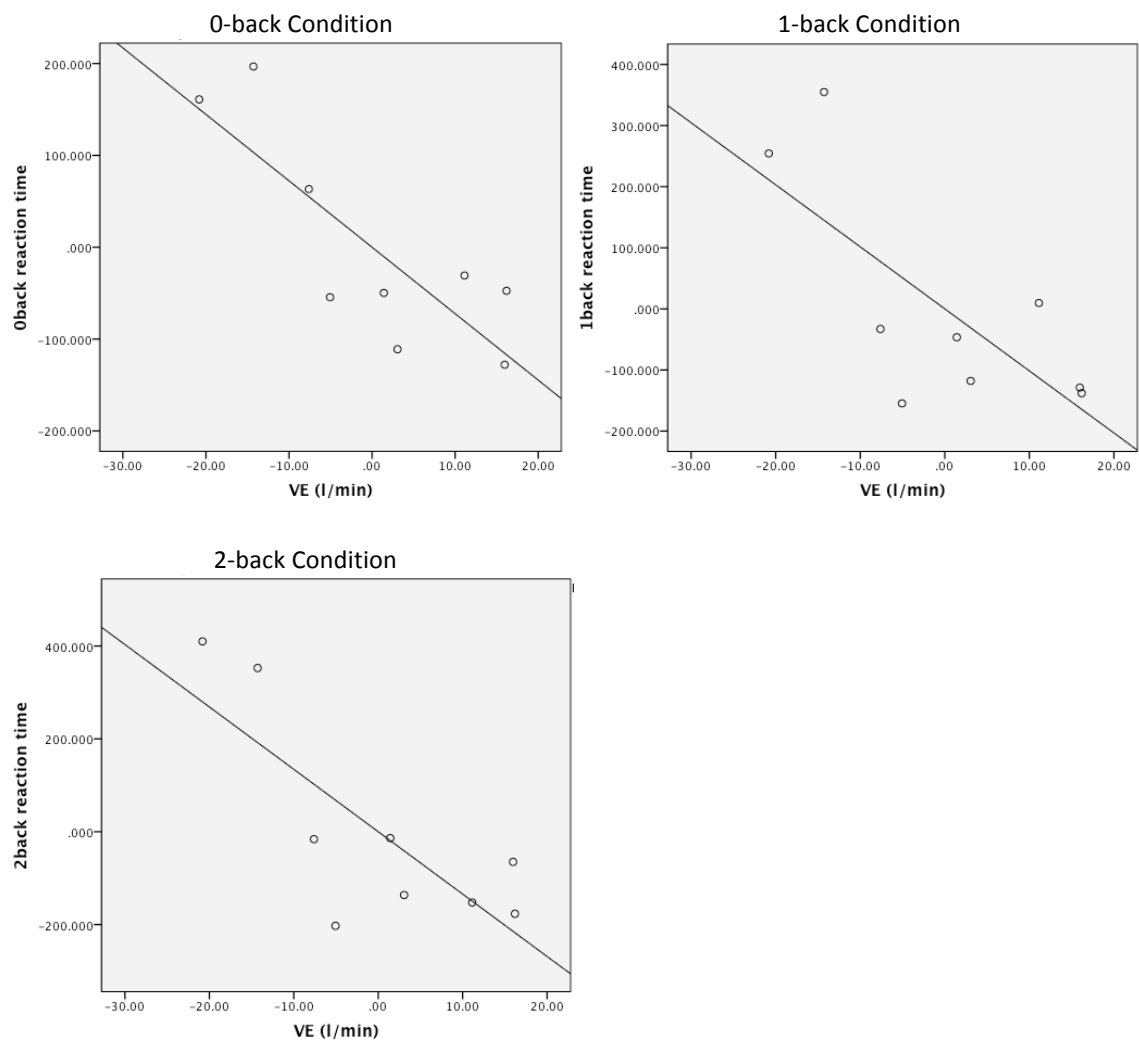 0-back Condition
200.000
100.000
.000
-100.000
-200.000
0back reaction time
-30.00 -20.00 -10.00 .00 10.00 20.00
VE (l/min)
1-back Condition
400.000
300.000
200.000
100.000
.000
-100.000
-200.000
1back reaction time
-30.00 -20.00 -10.00 .00 10.00 20.00
VE (l/min)
2-back Condition
400.000
200.000
.000
-200.000
2back reaction time
-30.00 -20.00 -10.00 .00 10.00 20.00
VE (l/min)